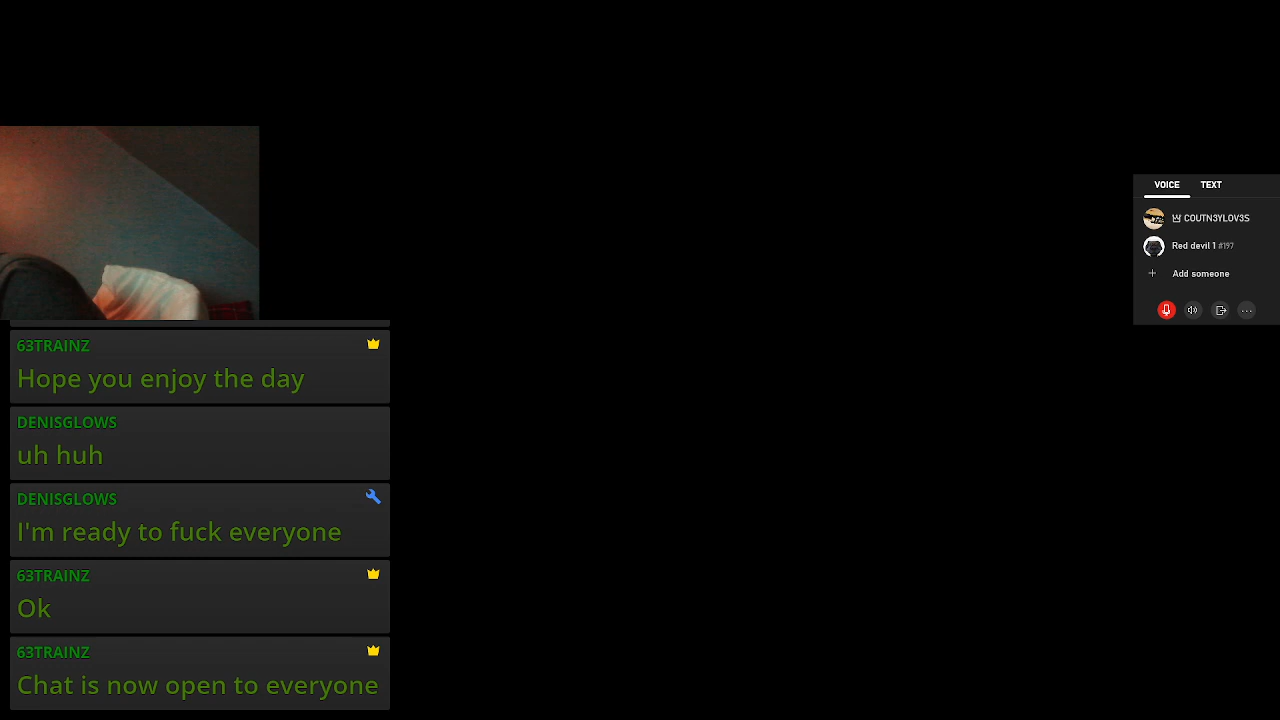 VOICE TEXT
COUTN3YLOV3S
Red devil 1 #197
Add someone
63TRAINZ
Hope you enjoy the day
DENISGLOWS
uh huh
DENISGLOWS
I'm ready to fuck everyone
63TRAINZ
Ok
63TRAINZ
Chat is now open to everyone